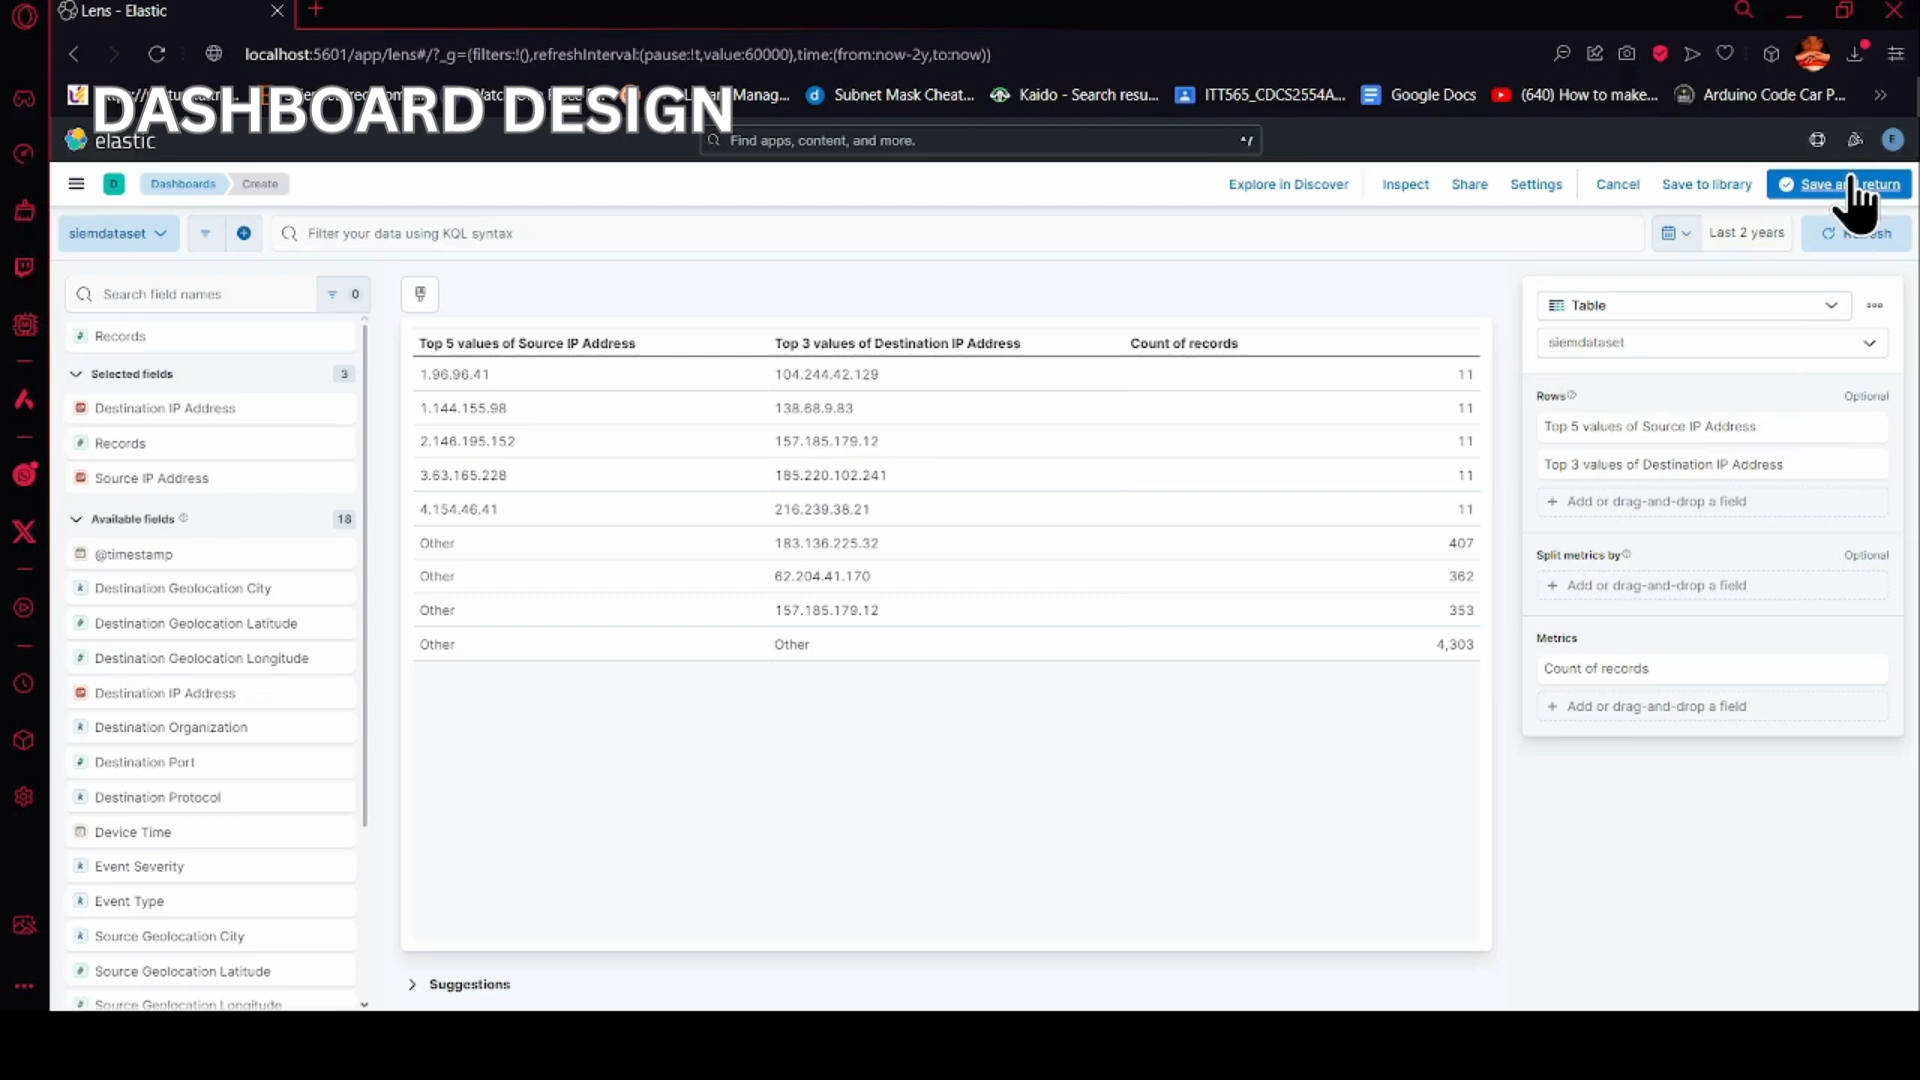 Lens - Elastic
localhost:5601/app/lens#/?_g=(filters:!(),refreshInterval:(pause:!t,value:60000),time:(from:now-2y,to:now))
Subnet Mask Cheat... Kaido - Search resu... ITT565_CDCS2554A... Google Docs (640) How to make... Arduino Code Car P...
DASHBOARD DESIGN
elastic
Find apps, content, and more.
^/
D
Dashboards
Create
Explore in Discover
Inspect
Share
Settings
Cancel
Save to library
Save and return
siemdataset
Filter your data using KQL syntax
Last 2 years
Search field names
0
Records
Selected fields
3
Destination IP Address
Records
Source IP Address
Available fields
18
@timestamp
Destination Geolocation City
Destination Geolocation Latitude
Destination Geolocation Longitude
Destination IP Address
Destination Organization
Destination Port
Destination Protocol
Device Time
Event Severity
Event Type
Source Geolocation City
Source Geolocation Latitude
Source Geolocation Longitude
Top 5 values of Source IP Address Top 3 values of Destination IP Address Count of records
1.96.96.41 104.244.42.129 11
1.144.155.98 138.68.9.83 11
2.146.195.152 157.185.179.12 11
3.63.165.228 185.220.102.241 11
4.154.46.41 216.239.38.21 11
Other 183.136.225.32 407
Other 62.204.41.170 362
Other 157.185.179.12 353
Other Other 4,303
Suggestions
Table
siemdataset
Rows
Optional
Top 5 values of Source IP Address
Top 3 values of Destination IP Address
Add or drag-and-drop a field
Split metrics by
Optional
Add or drag-and-drop a field
Metrics
Count of records
Add or drag-and-drop a field